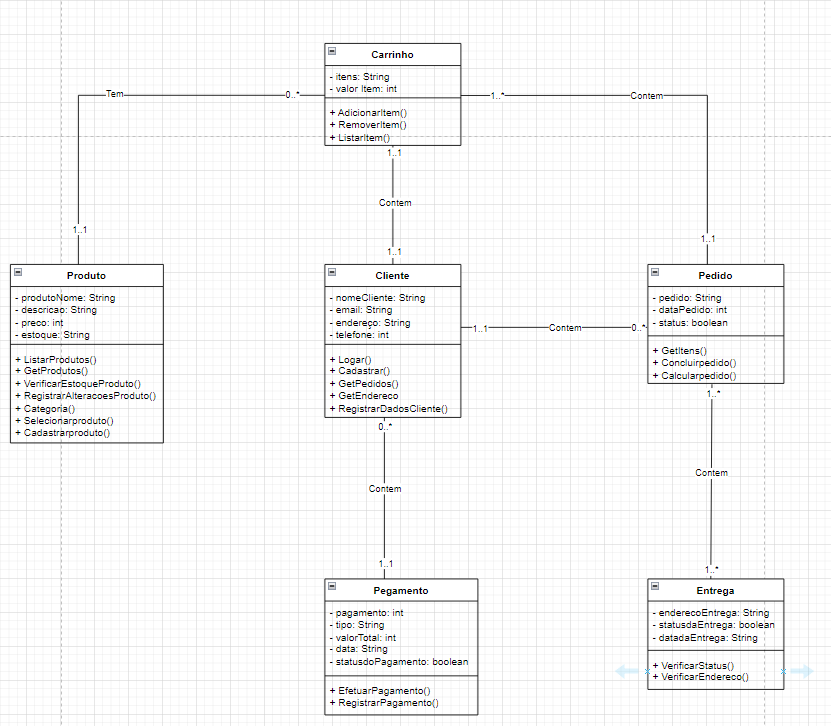 Carrinho
- itens: String
- valor Item: int
+ AdicionarItem()
+ RemoverItem()
+ ListarItem()
Tem
0..*
1..*
Contem
1..1
Contem
1..1
1..1
1..1
Produto
- produtoNome: String
- descricao: String
- preco: int
- estoque: String
+ ListarProdutos()
+ GetProdutos()
+ VerificarEstoqueProduto()
+ RegistrarAlteracoesProduto()
+ Categoria()
+ Selecionarproduto()
+ Cadastrarproduto()
Cliente
- nomeCliente: String
- email: String
- endereço: String
- telefone: int
+ Logar()
+ Cadastrar()
+ GetPedidos()
+ GetEndereco
+ RegistrarDadosCliente()
1..1
Contem
0..*
Pedido
- pedido: String
- dataPedido: int
- status: boolean
+ GetItens()
+ Concluirpedido()
+ Calcularpedido()
0..*
Contem
1..1
1..*
Contem
1..*
Pegamento
- pagamento: int
- tipo: String
- valorTotal: int
- data: String
- statusdoPagamento: boolean
+ EfetuarPagamento()
+ RegistrarPagamento()
Entrega
- enderecoEntrega: String
- statusdaEntrega: boolean
- datadaEntrega: String
+ VerificarStatus()
+ VerificarEndereco()